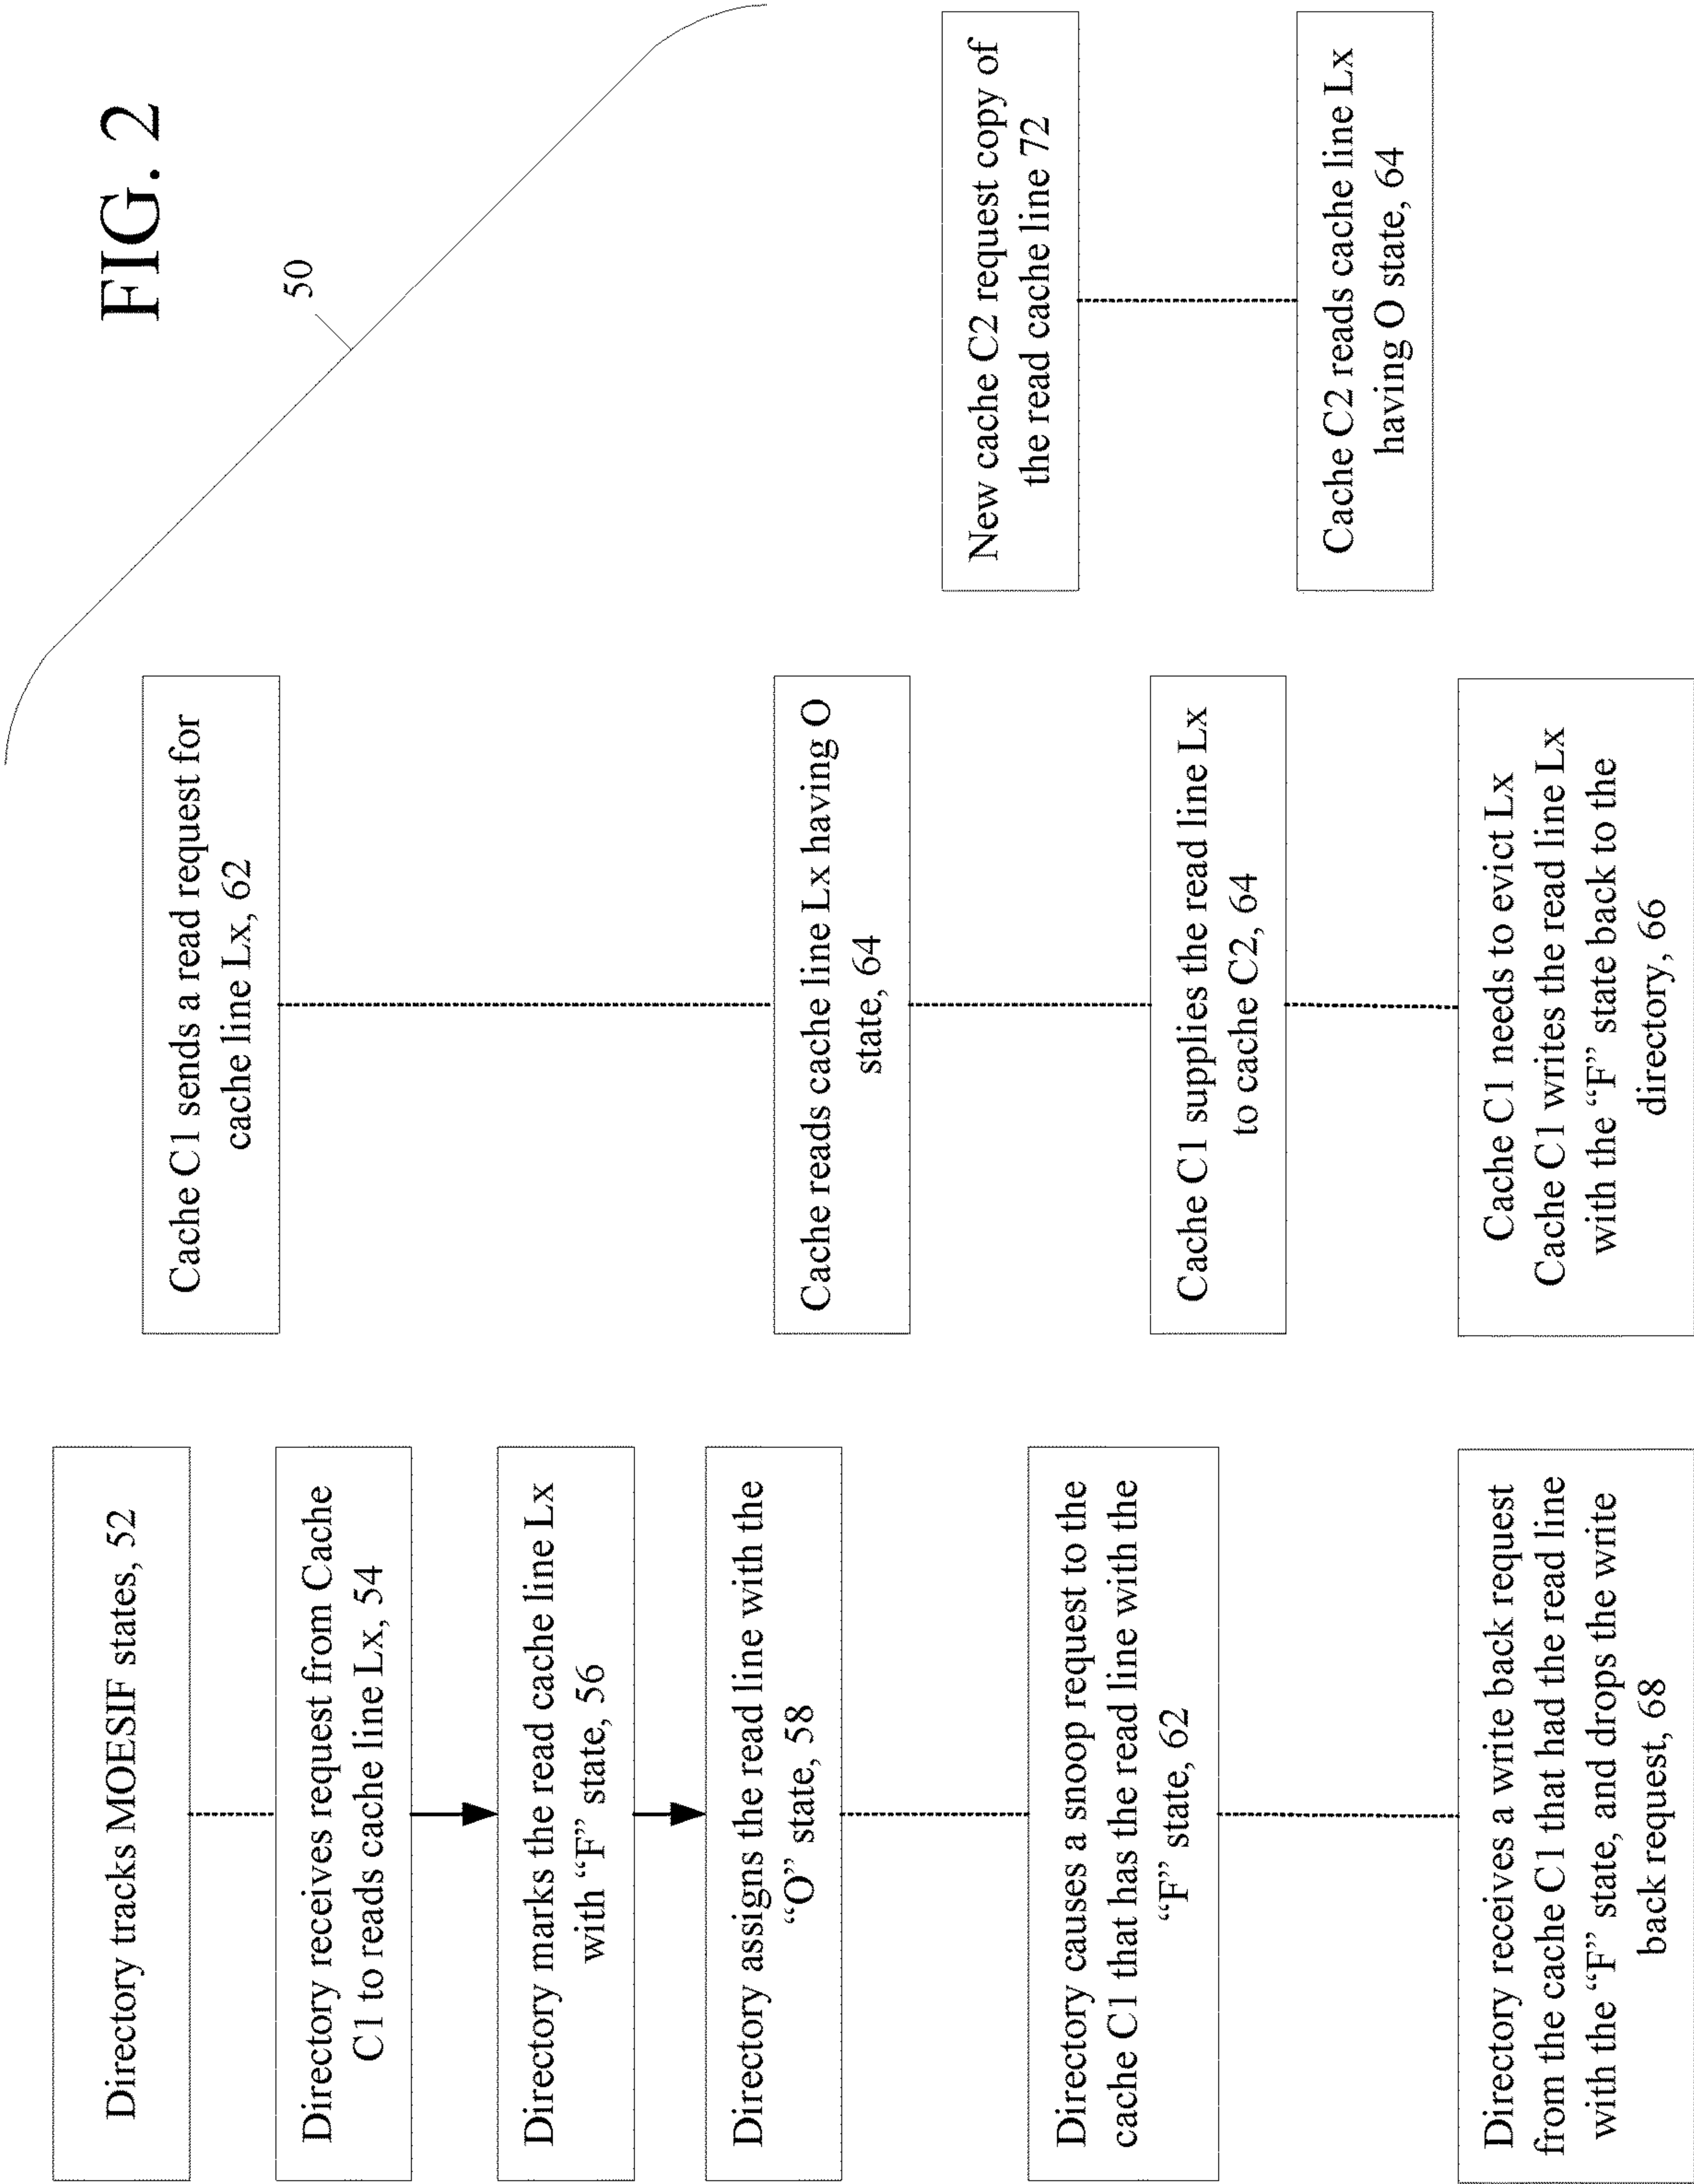 FIG. 2
50
Directory tracks MOESIF states, 52
Directory receives request from Cache
C1 to reads cache line Lx, 54
Directory marks the read cache line Lx
with “F” state, 56
Directory assigns the read line with the
“O” state, 58
Directory causes a snoop request to the
cache C1 that has the read line with the
“F” state, 62
Directory receives a write back request
from the cache C1 that had the read line
with the “F” state, and drops the write
back request, 68
Cache C1 sends a read request for
cache line Lx, 62
Cache reads cache line Lx having O
state, 64
Cache C1 supplies the read line Lx
to cache C2, 64
Cache C1 needs to evict Lx
Cache C1 writes the read line Lx
with the “F” state back to the
directory, 66
New cache C2 request copy of
the read cache line 72
Cache C2 reads cache line Lx
having O state, 64